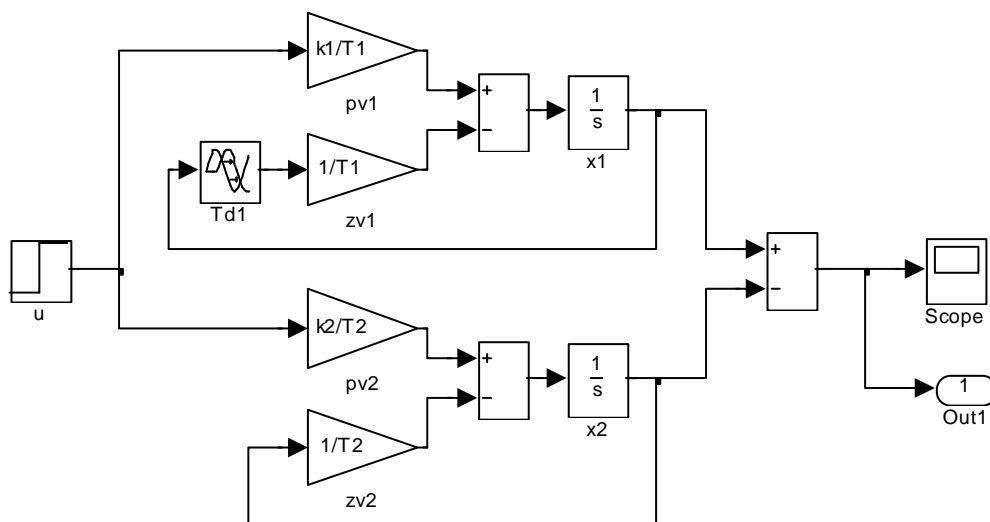 k1/T1
+
pv1
−
1
s
x1
1/T1
Td1
zv1
+
−
u
k2/T2
Scope
pv2
+
−
1
s
x2
1
Out1
1/T2
zv2